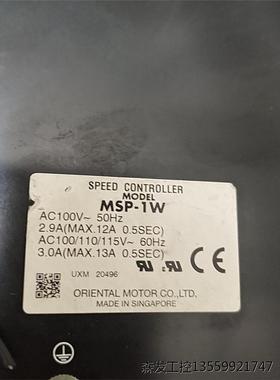 SPEED CONTROLLER
MODEL
MSP-1W
AC100V~ 50Hz
2.9A(MAX.12A 0.5SEC)
AC100/110/115V~ 60Hz
3.0A(MAX.13A 0.5SEC)
UXM 20496
ORIENTAL MOTOR CO.,LTD.
MADE IN SINGAPORE
森发工控13559921747